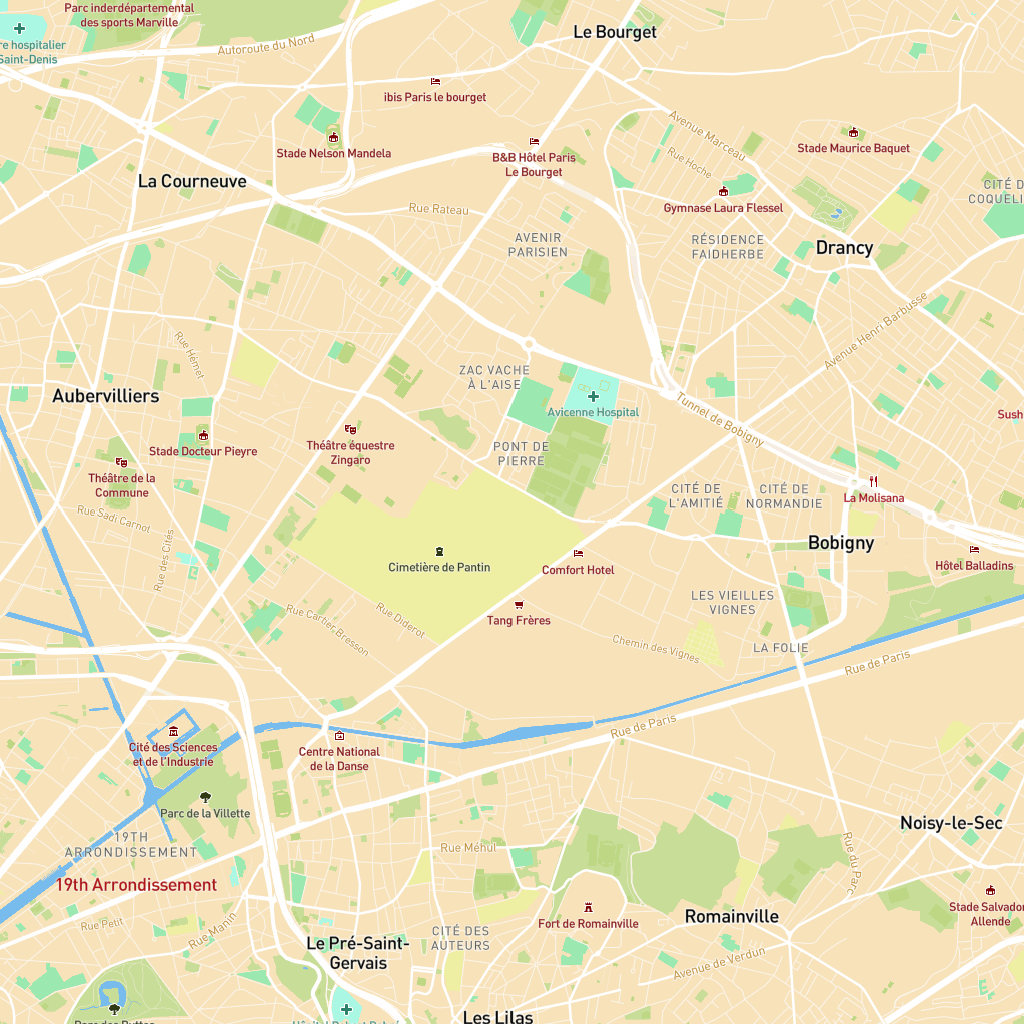 Parc interdépartemental
des sports Marville
Le Bourget
Autoroute du Nord
re hospitalier
Saint-Denis
ibis Paris le bourget
Avenue Marceau
Stade Nelson Mandela
B&B Hôtel Paris
Le Bourget
Rue Hoche
Stade Maurice Baquet
La Courneuve
CITÉ D
COQUELI
Rue Rateau
Gymnase Laura Flessel
AVENIR
PARISIEN
RÉSIDENCE
FAIDHERBE
Drancy
Avenue Henri Barbusse
Rue Hémet
ZAC VACHE
À L'AISE
Aubervilliers
Avicenne Hospital
Tunnel de Bobigny
Sush
Stade Docteur Pieyre
Théâtre équestre
Zingaro
PONT DE
PIERRE
Théâtre de la
Commune
CITÉ DE
L'AMITIÉ
CITÉ DE
NORMANDIE
La Molisana
Rue Sadi Carnot
Rue des Cités
Cimetière de Pantin
Comfort Hotel
Bobigny
Hôtel Balladins
LES VIEILLES
VIGNES
Rue Cartier Bresson
Rue Diderot
Tang Frères
Chemin des Vignes
LA FOLIE
Rue de Paris
Rue de Paris
Cité des Sciences
et de l'Industrie
Centre National
de la Danse
Parc de la Villette
19TH
ARRONDISSEMENT
Noisy-le-Sec
Rue Méhul
Rue du Parc
19th Arrondissement
Rue Petit
Rue Manin
Fort de Romainville
Romainville
Stade Salvador
Allende
Le Pré-Saint-
Gervais
CITÉ DES
AUTEURS
Avenue de Verdun
Les Lilas